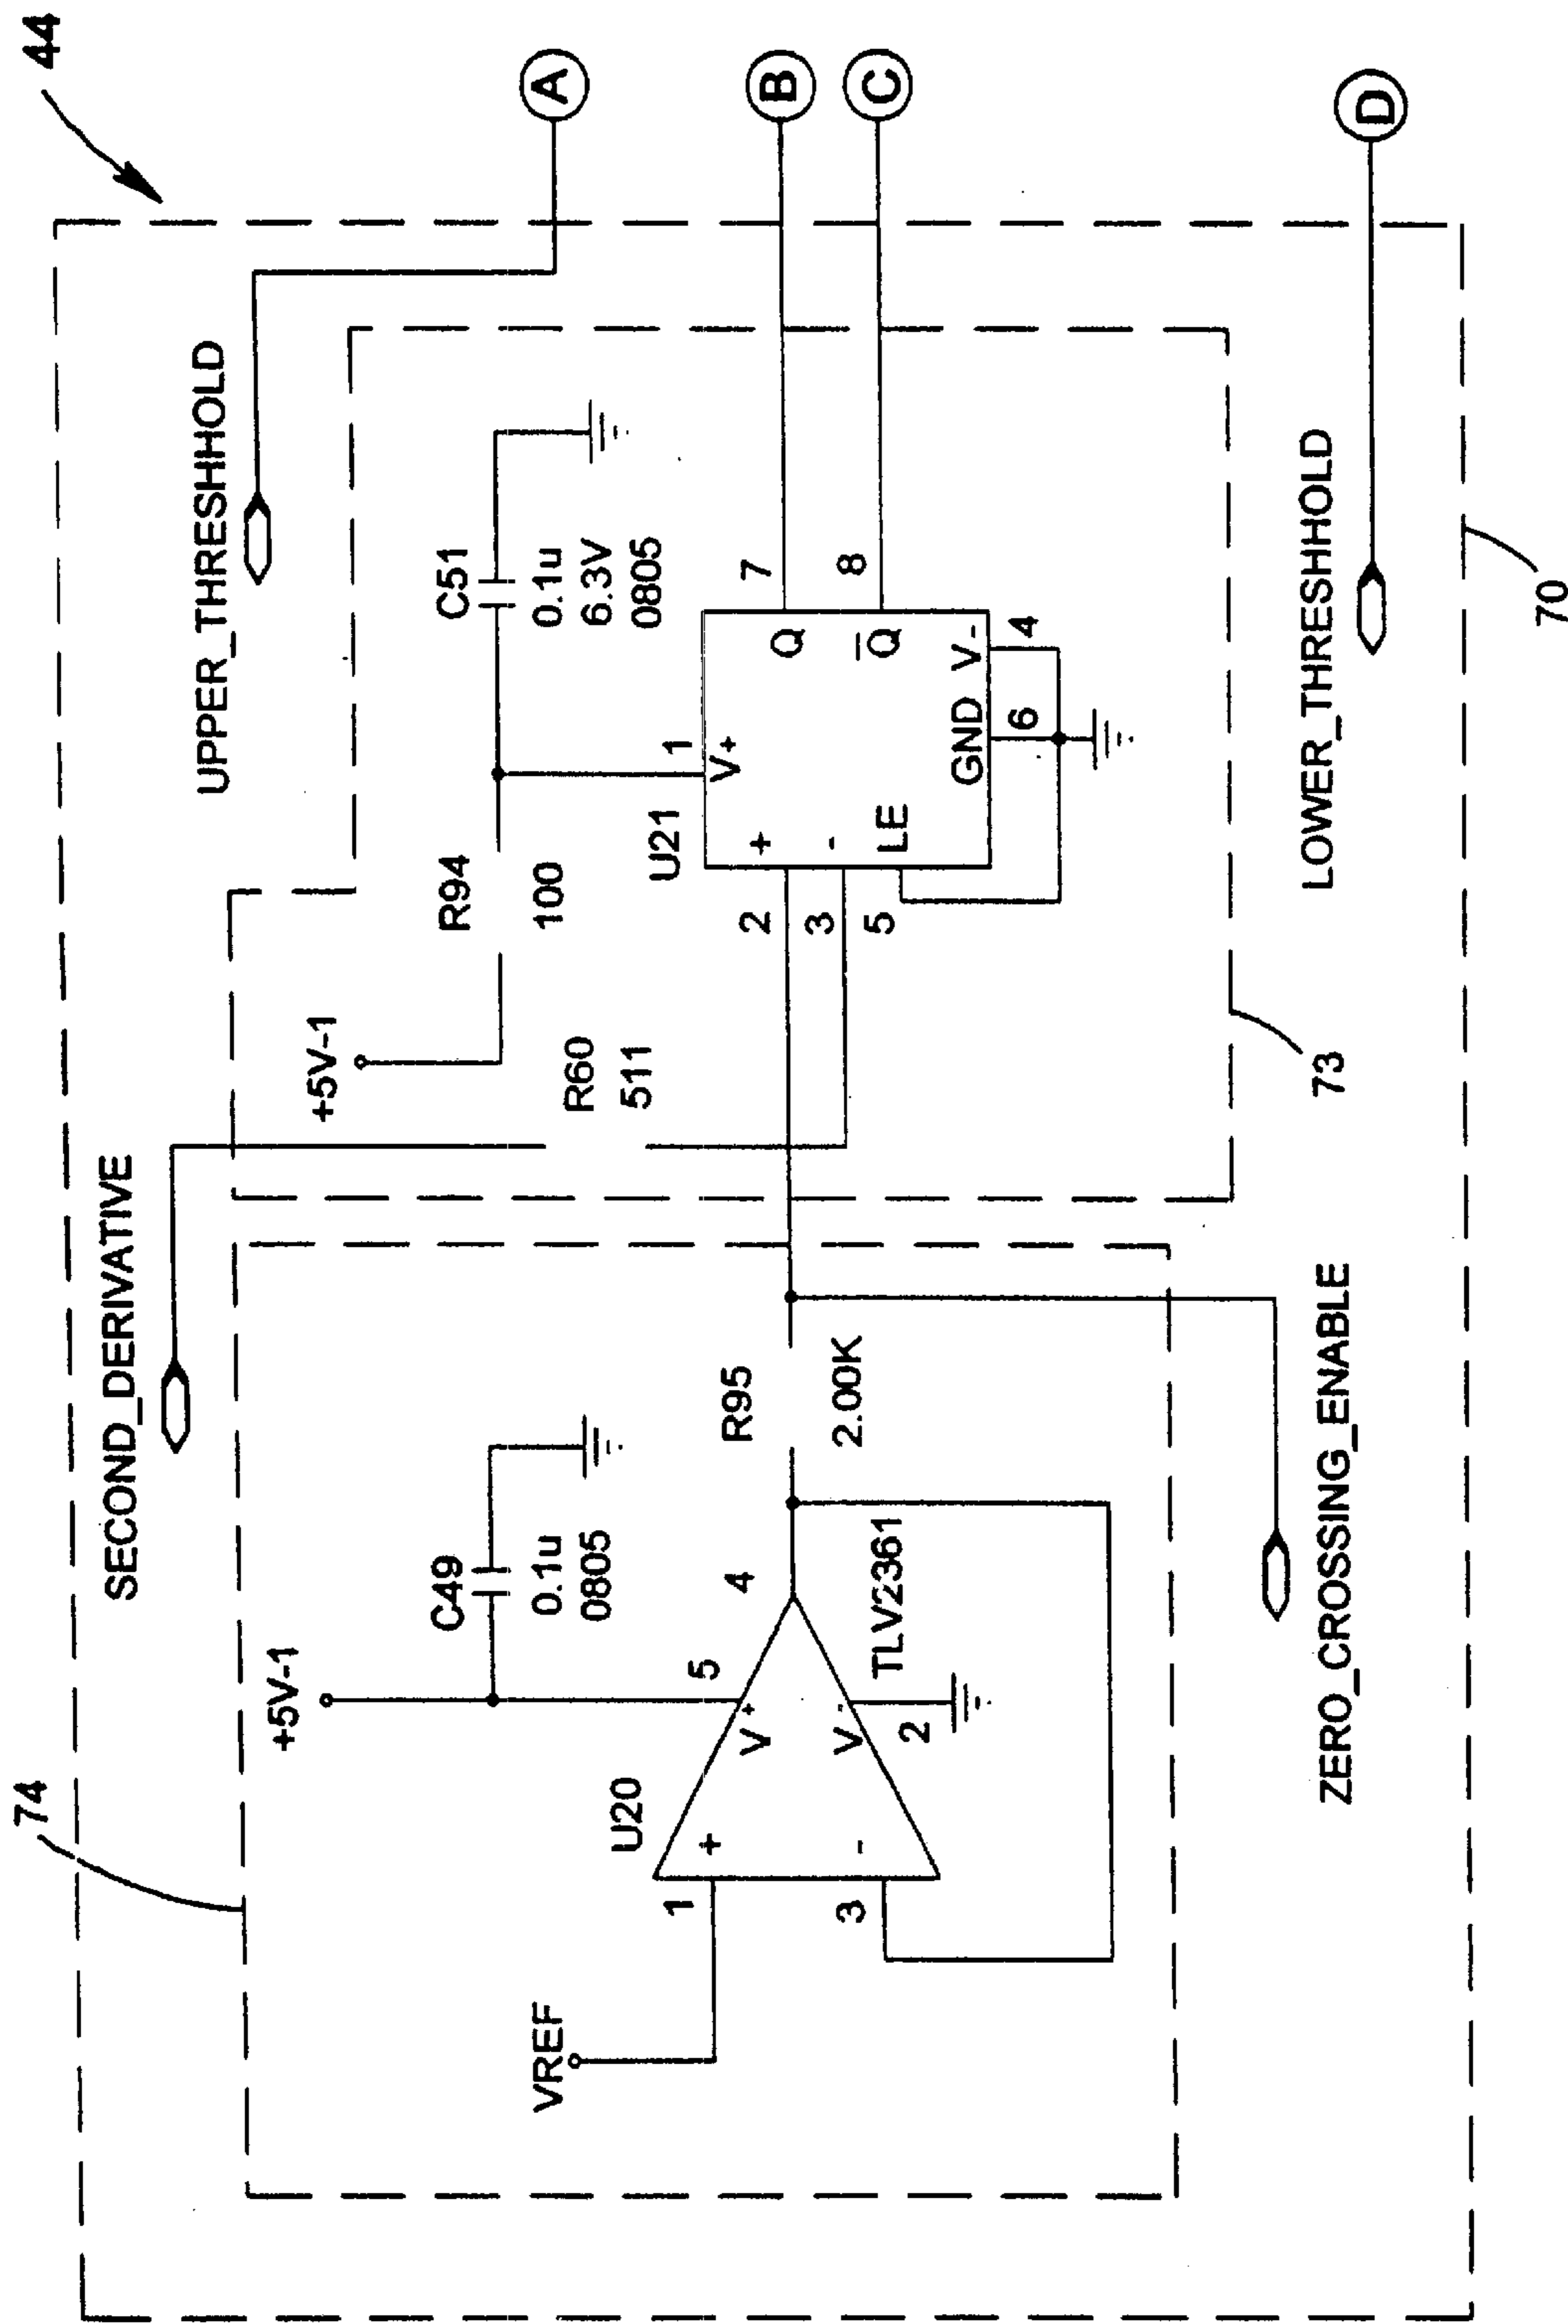 44
A
B
C
D
UPPER_THRESHHOLD
SECOND_DERIVATIVE
74
+5V-1
C49
0.1u
0805
VREF
U20
1
+
3
-
V+
5
V-
2
4
TLV2361
R95
2.00K
ZERO_CROSSING_ENABLE
+5V-1
R94
100
R60
511
C51
0.1u
6.3V
0805
U21
1
V+
2
+
3
-
5
LE
Q
7
Q
8
GND
6
V-
4
73
LOWER_THRESHHOLD
70